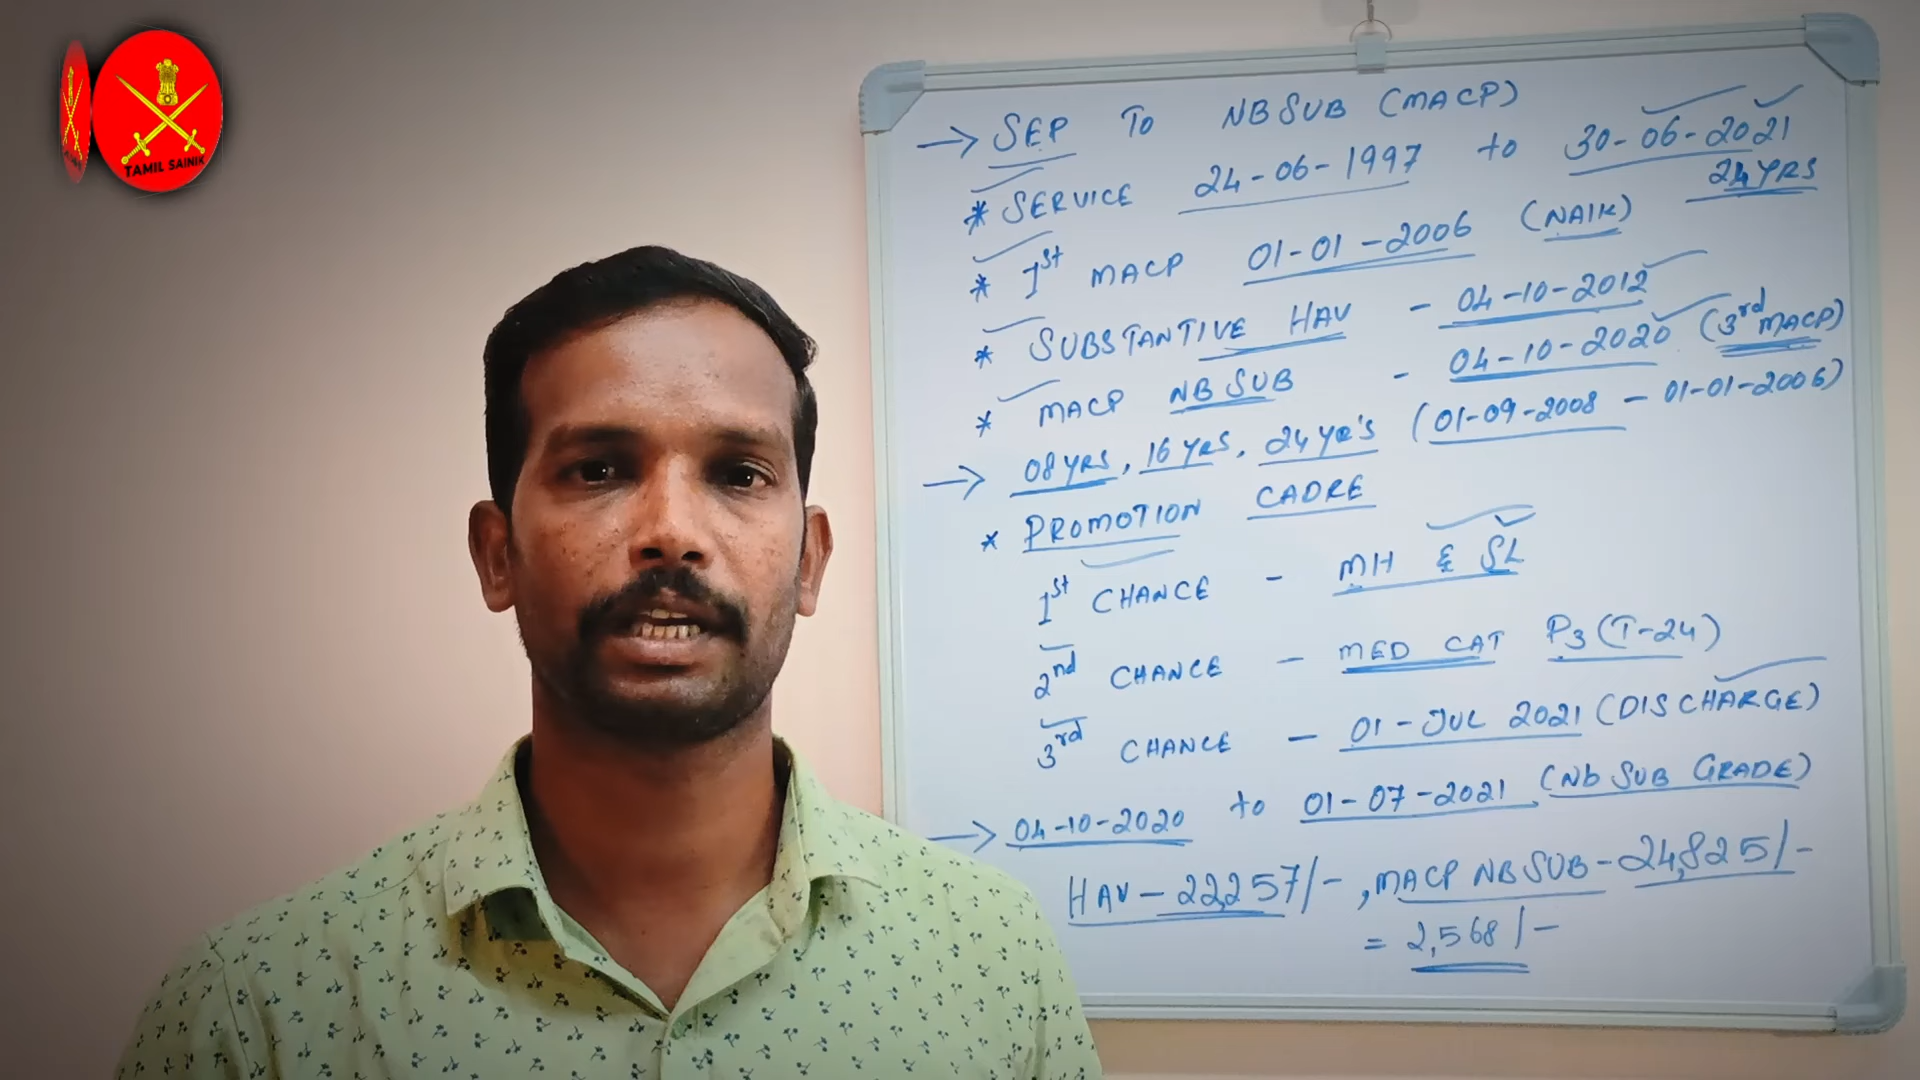 TAMIL SAINIK
→ SEP TO NB SUB (MACP)
* SERVICE 24-06-1997 to 30-06-2021
24 YRS
* 1st MACP 01-01-2006 (NAIK)
* SUBSTANTIVE HAV - 04-10-2012
* MACP NB SUB - 04-10-2020 (3rd MACP)
→ 08 YRS, 16 YRS, 24 YR'S (01-09-2008 - 01-01-2006)
* PROMOTION CADRE
1st CHANCE - MH & SL
2nd CHANCE - MED CAT P3 (T-24)
3rd CHANCE - 01-JUL 2021 (DISCHARGE)
→ 04-10-2020 to 01-07-2021 (Nb SUB GRADE)
HAV - 22,257/-, MACP NB SUB - 24,825/-
= 2,568/-